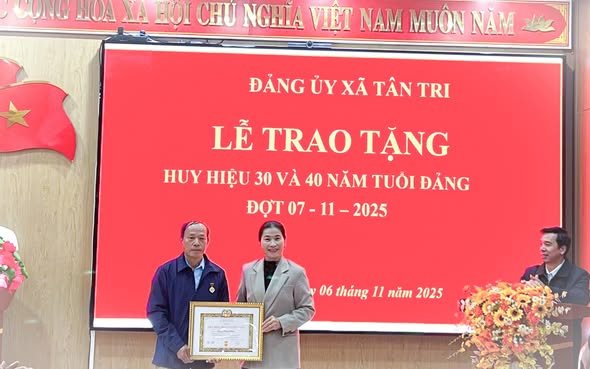 CỘNG HÒA XÃ HỘI CHỦ NGHĨA VIỆT NAM MUÔN NĂM
ĐẢNG ỦY XÃ TÂN TRI
LỄ TRAO TẶNG
HUY HIỆU 30 VÀ 40 NĂM TUỔI ĐẢNG
ĐỢT 07 - 11 – 2025
06 tháng 11 năm 2025